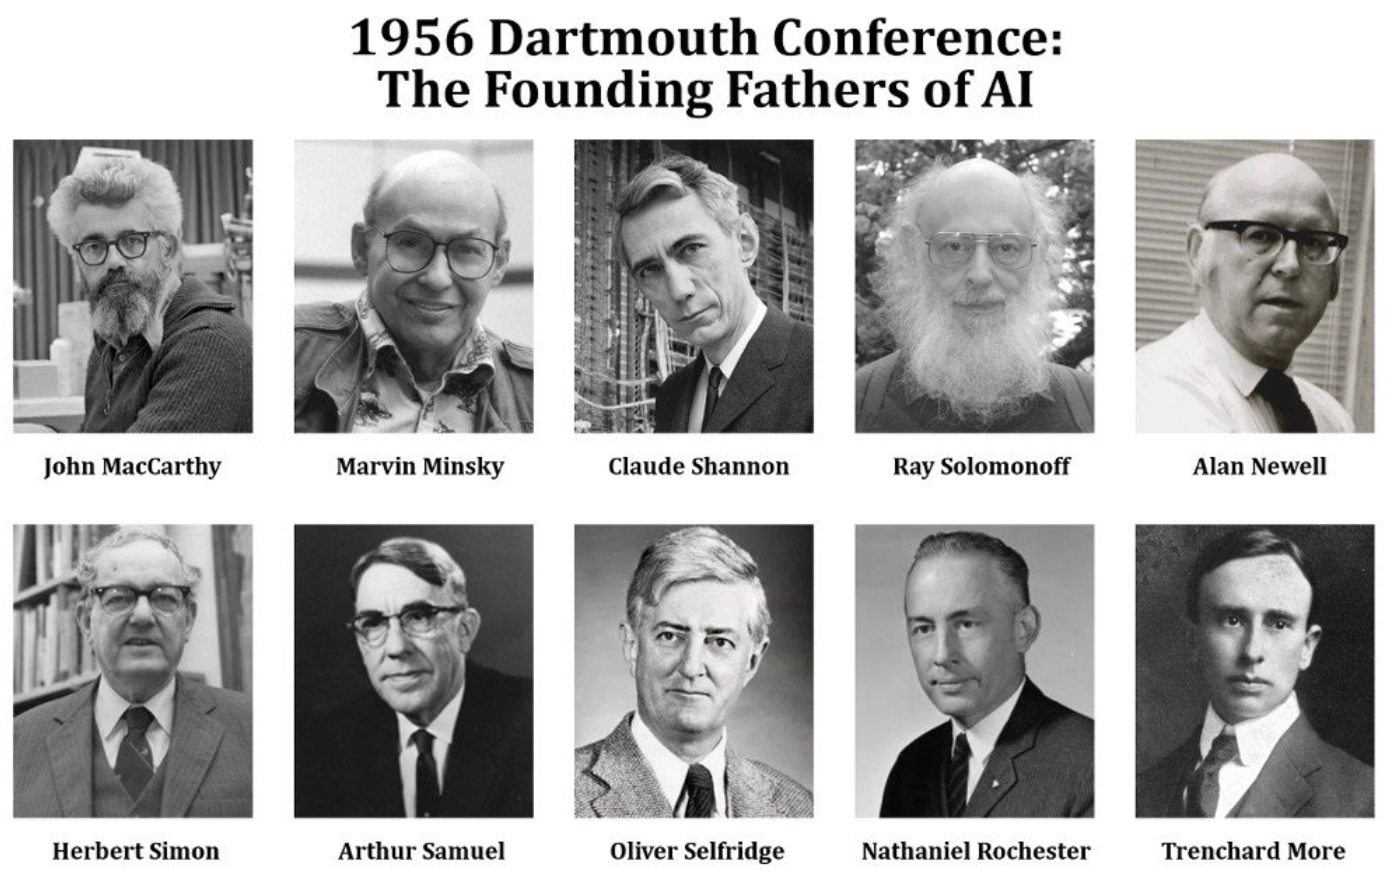 1956 Dartmouth Conference:
The Founding Fathers of AI
John MacCarthy
Marvin Minsky
Claude Shannon
Ray Solomonoff
Alan Newell
Herbert Simon
Arthur Samuel
Oliver Selfridge
Nathaniel Rochester
Trenchard More